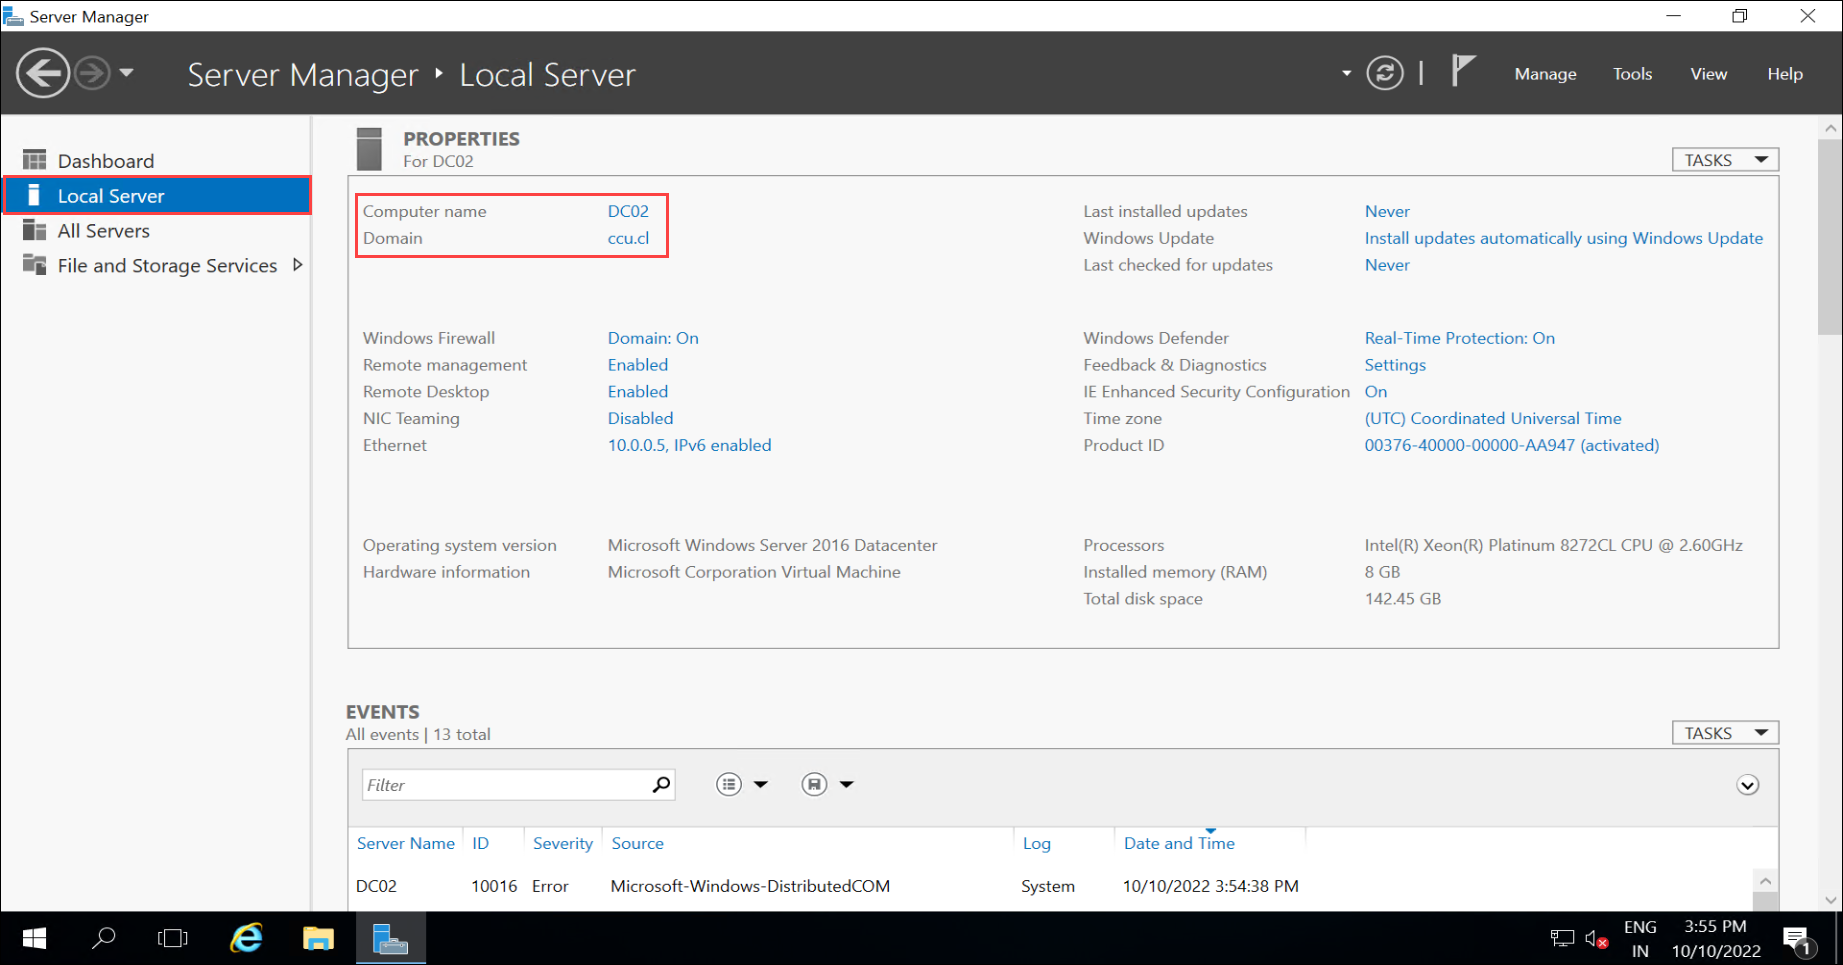 Server Manager
Server Manager ‣ Local Server
Manage Tools View Help
Dashboard
Local Server
All Servers
File and Storage Services
PROPERTIES
For DC02
TASKS
Computer name DC02
Domain ccu.cl
Last installed updates Never
Windows Update Install updates automatically using Windows Update
Last checked for updates Never
Windows Firewall Domain: On
Remote management Enabled
Remote Desktop Enabled
NIC Teaming Disabled
Ethernet 10.0.0.5, IPv6 enabled
Windows Defender Real-Time Protection: On
Feedback & Diagnostics Settings
IE Enhanced Security Configuration On
Time zone (UTC) Coordinated Universal Time
Product ID 00376-40000-00000-AA947 (activated)
Operating system version Microsoft Windows Server 2016 Datacenter
Hardware information Microsoft Corporation Virtual Machine
Processors Intel(R) Xeon(R) Platinum 8272CL CPU @ 2.60GHz
Installed memory (RAM) 8 GB
Total disk space 142.45 GB
EVENTS
All events | 13 total
TASKS
Filter
Server Name ID Severity Source Log Date and Time
DC02 10016 Error Microsoft-Windows-DistributedCOM System 10/10/2022 3:54:38 PM
ENG 3:55 PM
IN 10/10/2022
1